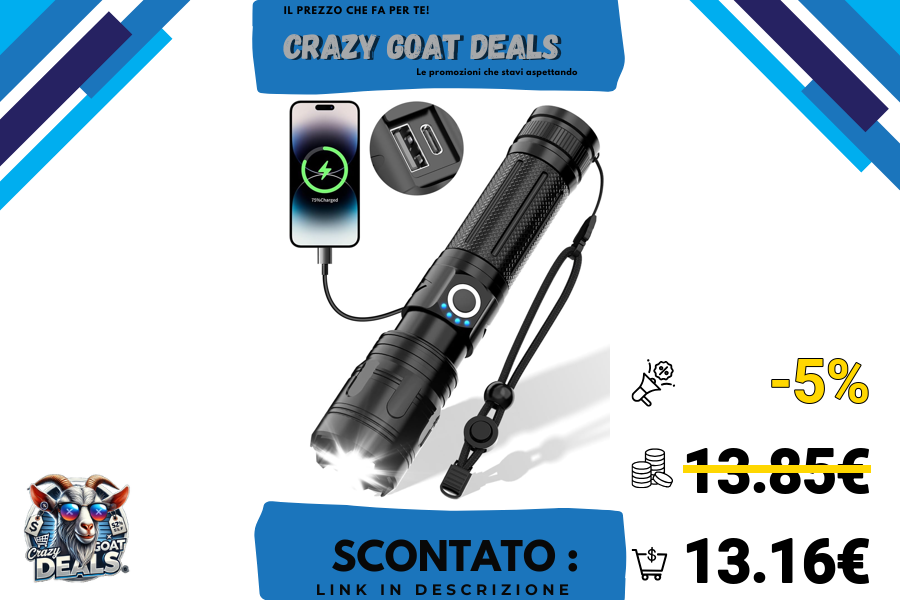 IL PREZZO CHE FA PER TE!
CRAZY GOAT DEALS
Le promozioni che stavi aspettando
75%Charged
-5%
13.85€
SCONTATO :
13.16€
LINK IN DESCRIZIONE
$
Crazy
GOAT
DEALS